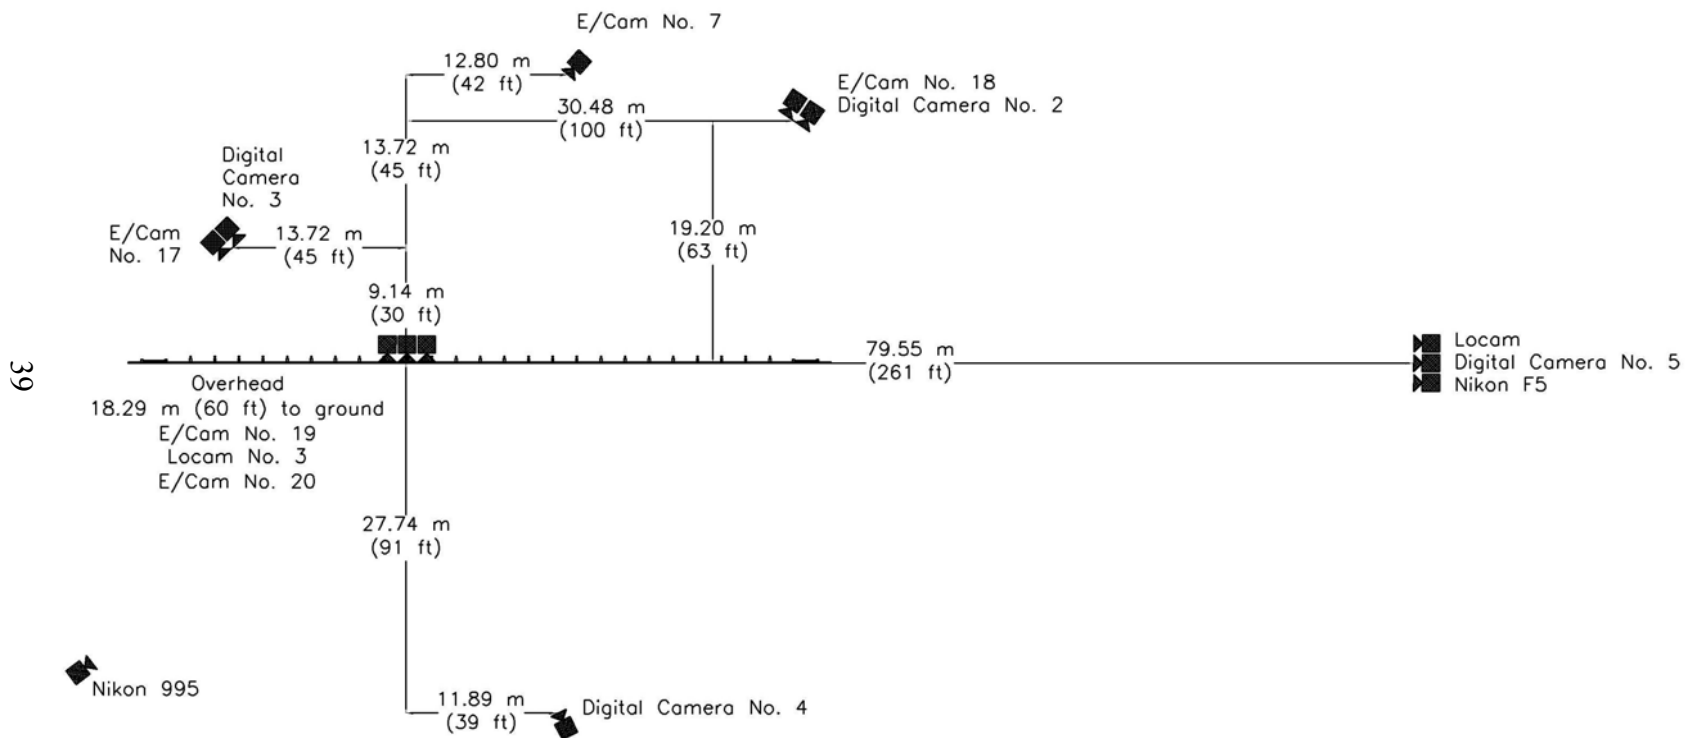 E/Cam No. 7
12.80 m
(42 ft)
E/Cam No. 18
Digital Camera No. 2
30.48 m
(100 ft)
13.72 m
(45 ft)
Digital
Camera
No. 3
E/Cam
No. 17
13.72 m
(45 ft)
19.20 m
(63 ft)
9.14 m
(30 ft)
79.55 m
(261 ft)
Locam
Digital Camera No. 5
Nikon F5
39
Overhead
18.29 m (60 ft) to ground
E/Cam No. 19
Locam No. 3
E/Cam No. 20
27.74 m
(91 ft)
Nikon 995
11.89 m
(39 ft)
Digital Camera No. 4